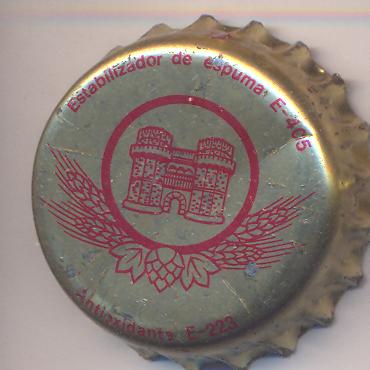 Estabilizador de espuma: E-405
Antioxidante E-223